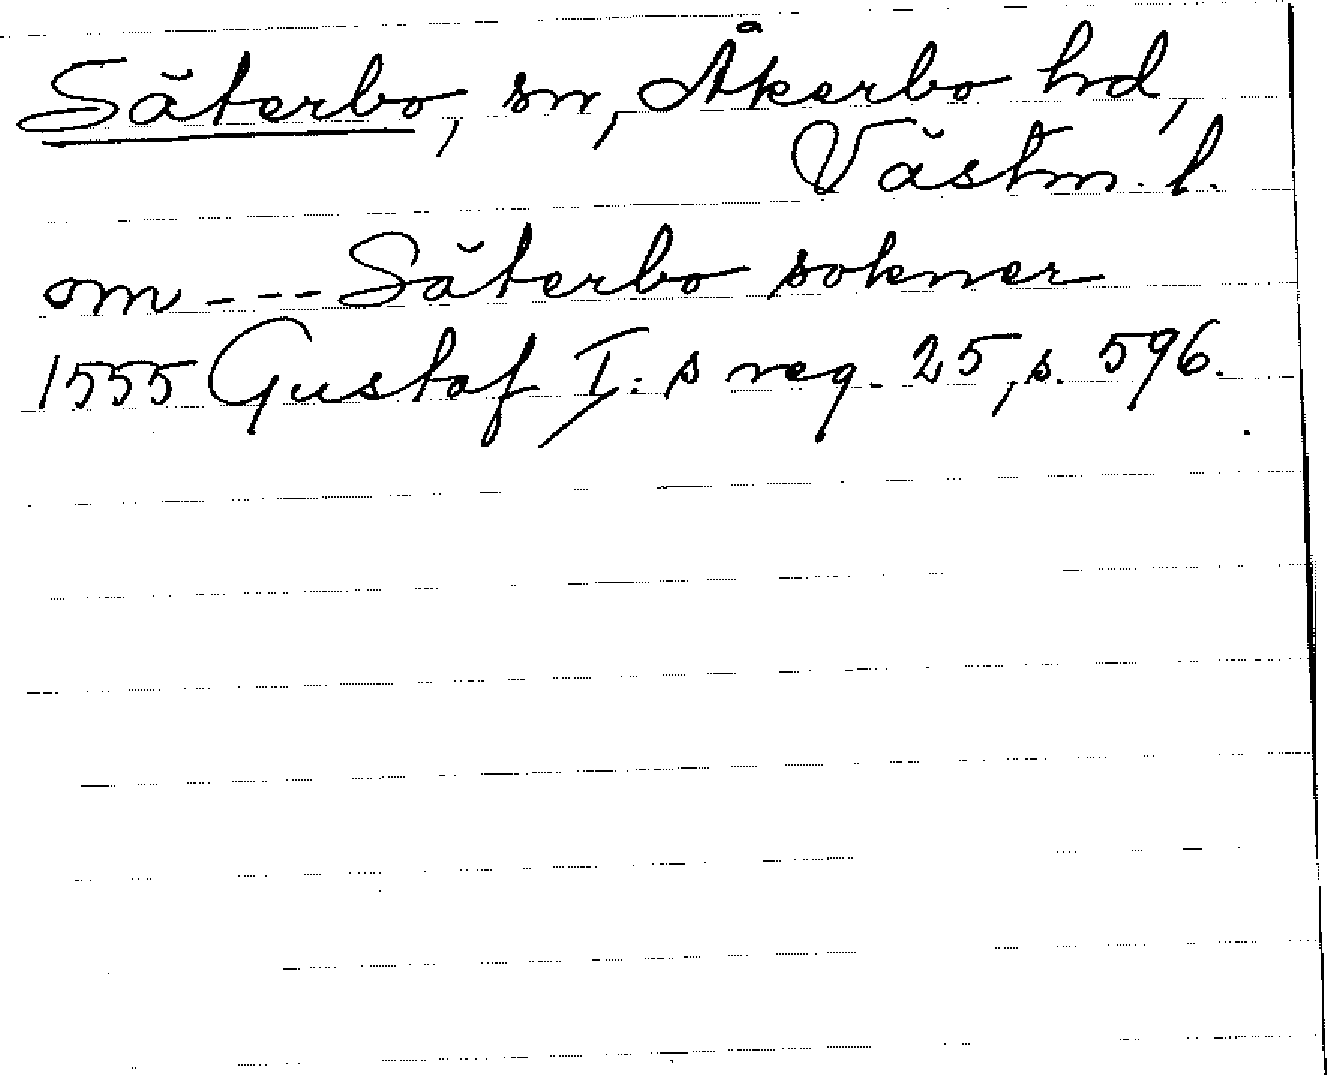 Säterbo, sn, Åkerbo hd,
Västm. l.
om --- Säterbo sokner
1555 Gustaf I: s reg. 25, s. 596.